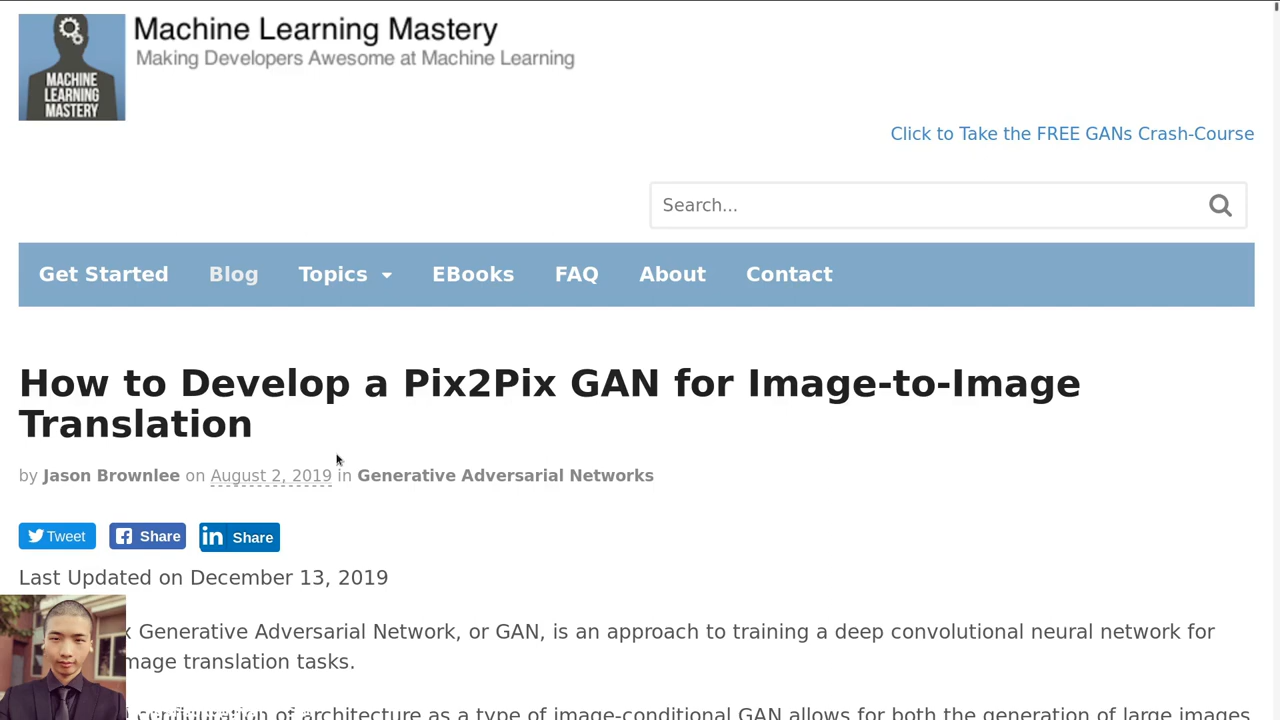 Machine Learning Mastery
Making Developers Awesome at Machine Learning
MACHINE
LEARNING
MASTERY
Click to Take the FREE GANs Crash-Course
Search...
Get Started Blog Topics EBooks FAQ About Contact
How to Develop a Pix2Pix GAN for Image-to-Image
Translation
by Jason Brownlee on August 2, 2019 in Generative Adversarial Networks
Tweet Share Share
Last Updated on December 13, 2019
Generative Adversarial Network, or GAN, is an approach to training a deep convolutional neural network for
translation tasks.
of architecture as a type of image-conditional GAN allows for both the generation of large images